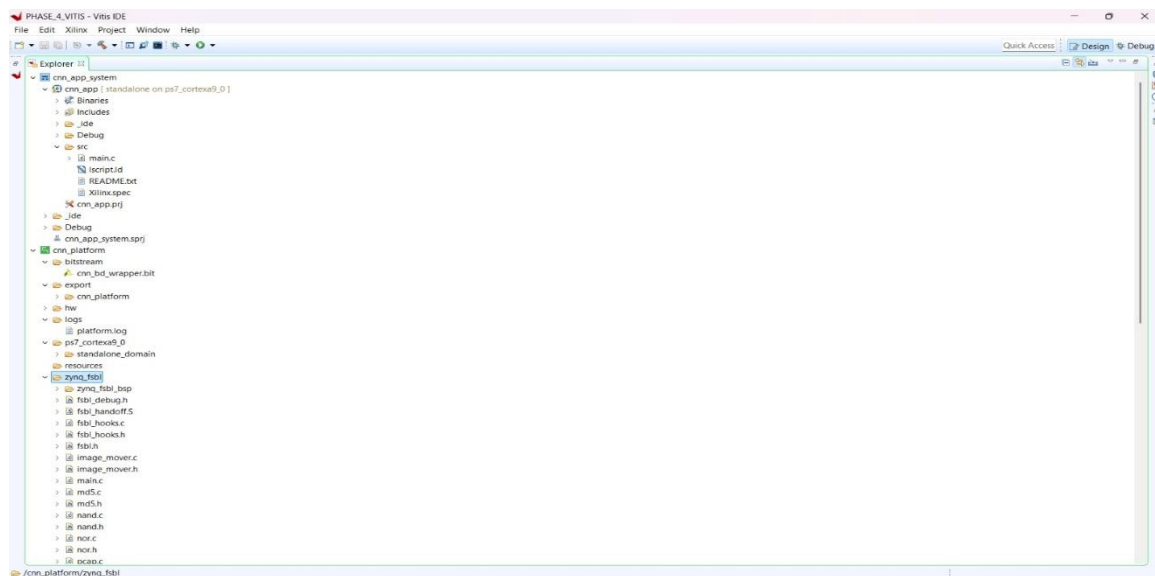 PHASE_4_VITIS - Vitis IDE
File Edit Xilinx Project Window Help
Quick Access Design Debug
Explorer
cnn_app_system
cnn_app [ standalone on ps7_cortexa9_0 ]
Binaries
Includes
_ide
Debug
src
main.c
lscript.ld
README.txt
Xilinx.spec
cnn_app.prj
_ide
Debug
cnn_app_system.sprj
cnn_platform
bitstream
cnn_bd_wrapper.bit
export
cnn_platform
hw
logs
platform.log
ps7_cortexa9_0
standalone_domain
resources
zynq_fsbl
zynq_fsbl_bsp
fsbl_debug.h
fsbl_handoff.S
fsbl_hooks.c
fsbl_hooks.h
fsbl.h
image_mover.c
image_mover.h
main.c
md5.c
md5.h
nand.c
nand.h
nor.c
nor.h
pcap.c
/cnn_platform/zynq_fsbl